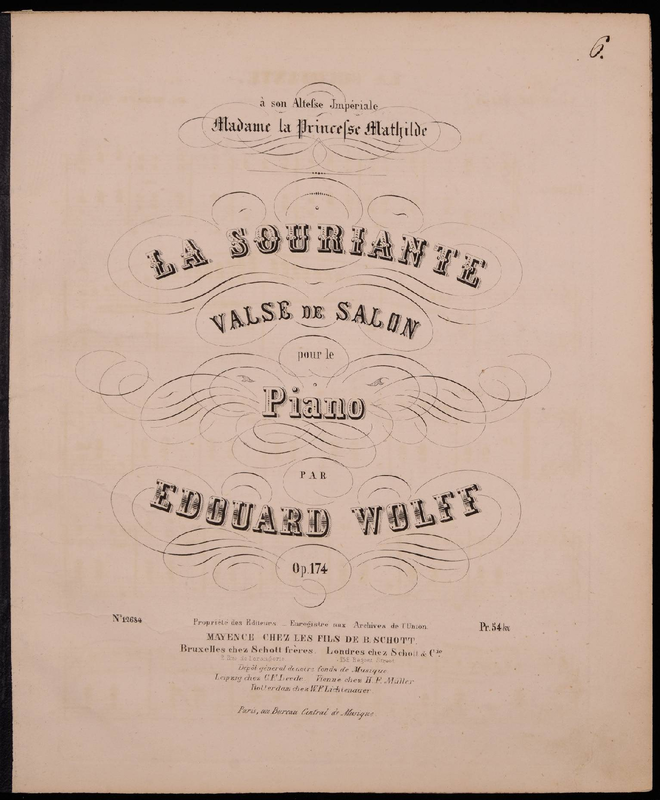 6.
à son Altesse Impériale
Madame la Princesse Mathilde
LA SOURIANTE
VALSE DE SALON
pour le
Piano
PAR
EDOUARD WOLFF
Op.174
Nº 12684
Propriété des Editeurs _ Enregistrée aux Archives de l'Union.
Pr. 54 kx
MAYENCE CHEZ LES FILS DE B. SCHOTT.
Bruxelles chez Schott frères. Londres chez Schott & Cie
Dépôt général de notre fonds de Musique
Leipzig chez C.F. Leede. Vienne chez H.F. Müller
Rotterdam chez W.F. Lichtenauer
Paris, au Bureau Central de Musique